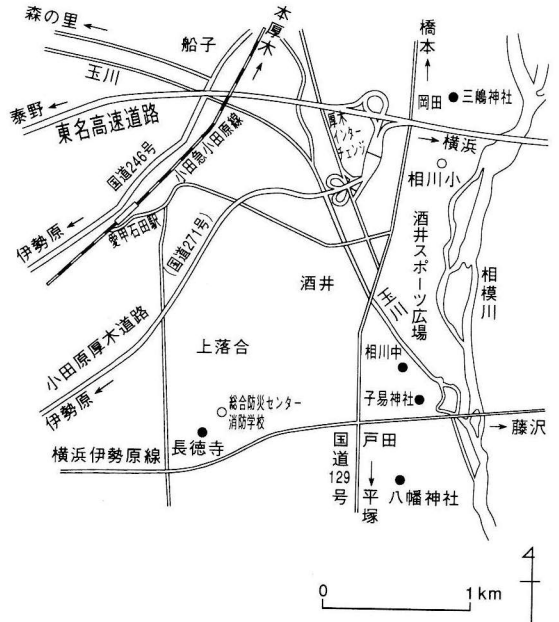 森の里
玉川
船子
本厚木
橋本
岡田
三嶋神社
泰野
東名高速道路
厚木
インター
チェンジ
横浜
相川小
国道246号
小田急小田原線
伊勢原
愛甲石田駅
(国道271号)
酒井
酒井スポーツ広場
相模川
玉川
上落合
相川中
小田原厚木道路
伊勢原
総合防災センター
消防学校
子易神社
横浜伊勢原線
長徳寺
藤沢
国道129号
戸田
平塚
八幡神社
0
1km